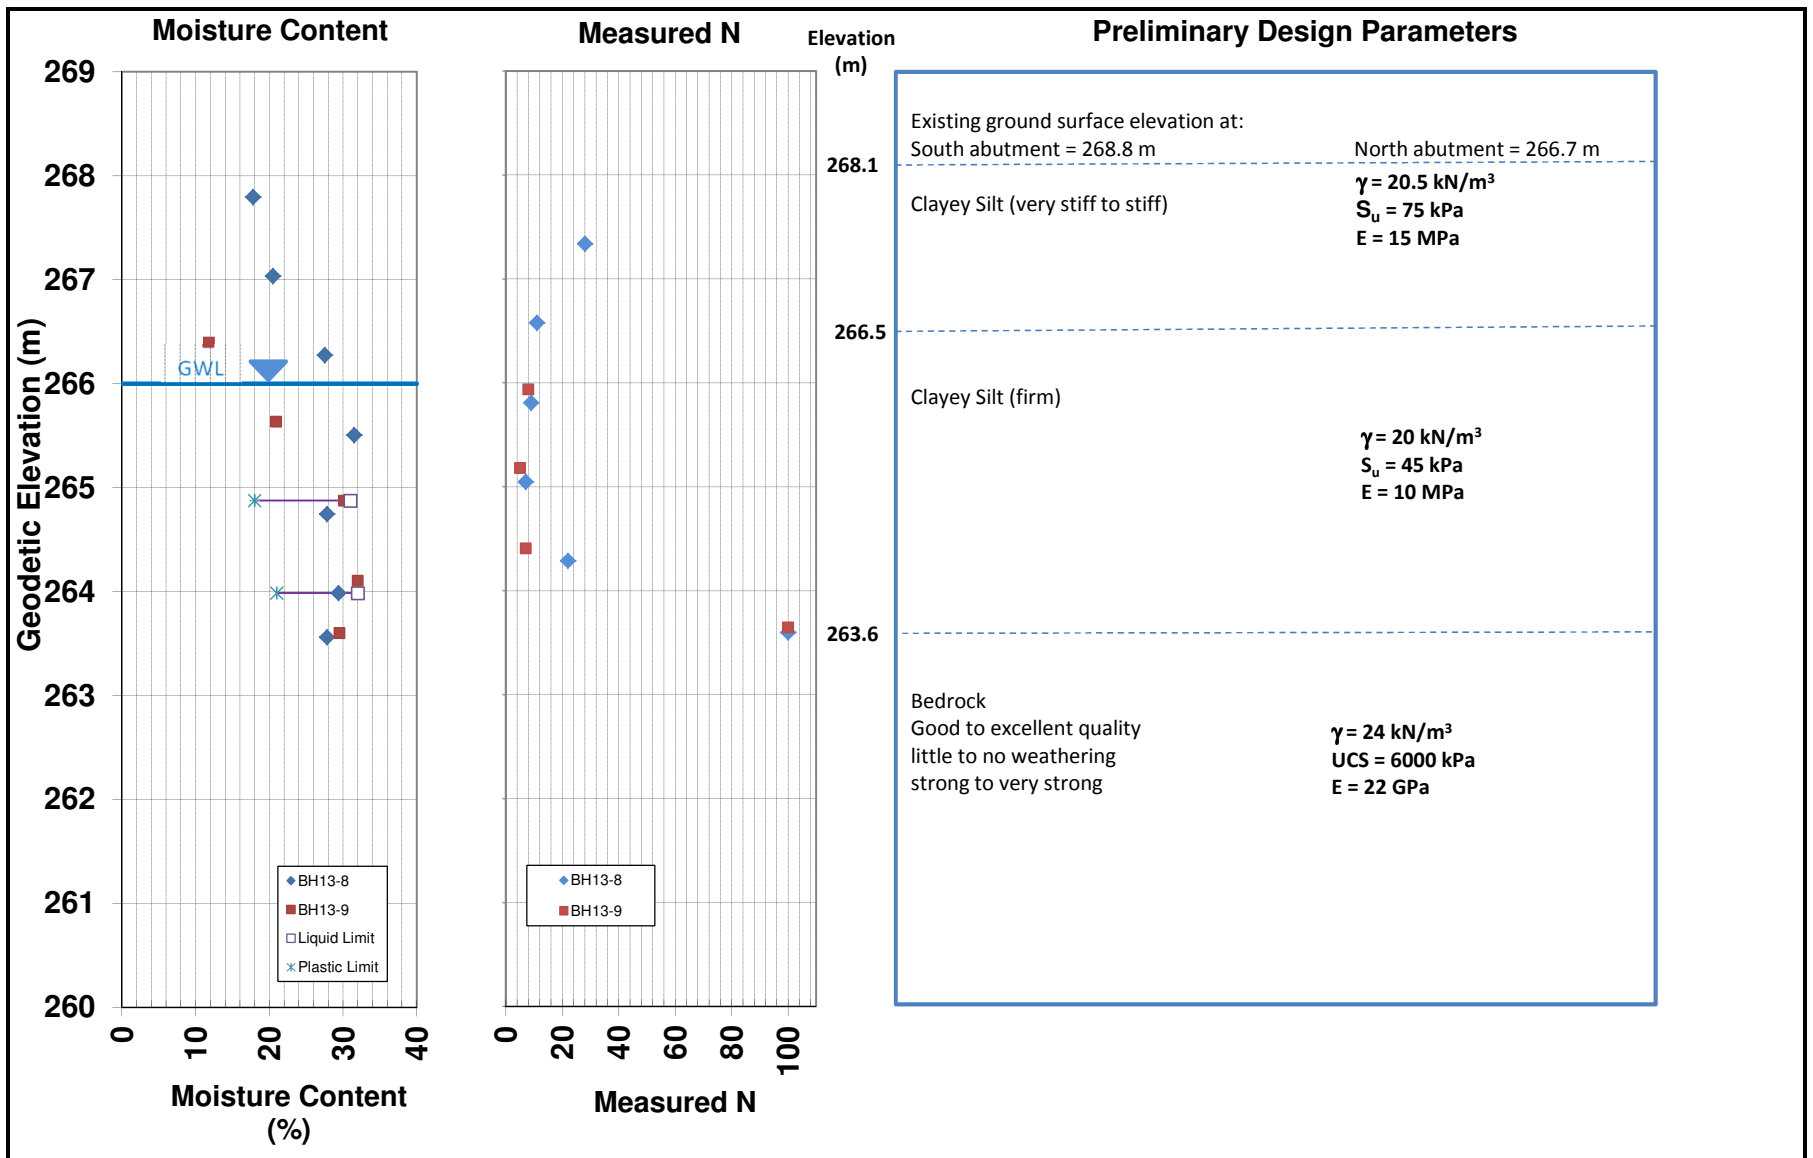 Moisture Content
Measured N
Elevation
(m)
Preliminary Design Parameters
Geodetic Elevation (m)
269
268
267
266
265
264
263
262
261
260
GWL
BH13-8
BH13-9
Liquid Limit
Plastic Limit
0
10
20
30
40
Moisture Content
(%)
BH13-8
BH13-9
0
20
40
60
80
100
Measured N
268.1
266.5
263.6
Existing ground surface elevation at:
South abutment = 268.8 m
North abutment = 266.7 m
Clayey Silt (very stiff to stiff)
γ = 20.5 kN/m³
Sᵤ = 75 kPa
E = 15 MPa
Clayey Silt (firm)
γ = 20 kN/m³
Sᵤ = 45 kPa
E = 10 MPa
Bedrock
Good to excellent quality
little to no weathering
strong to very strong
γ = 24 kN/m³
UCS = 6000 kPa
E = 22 GPa